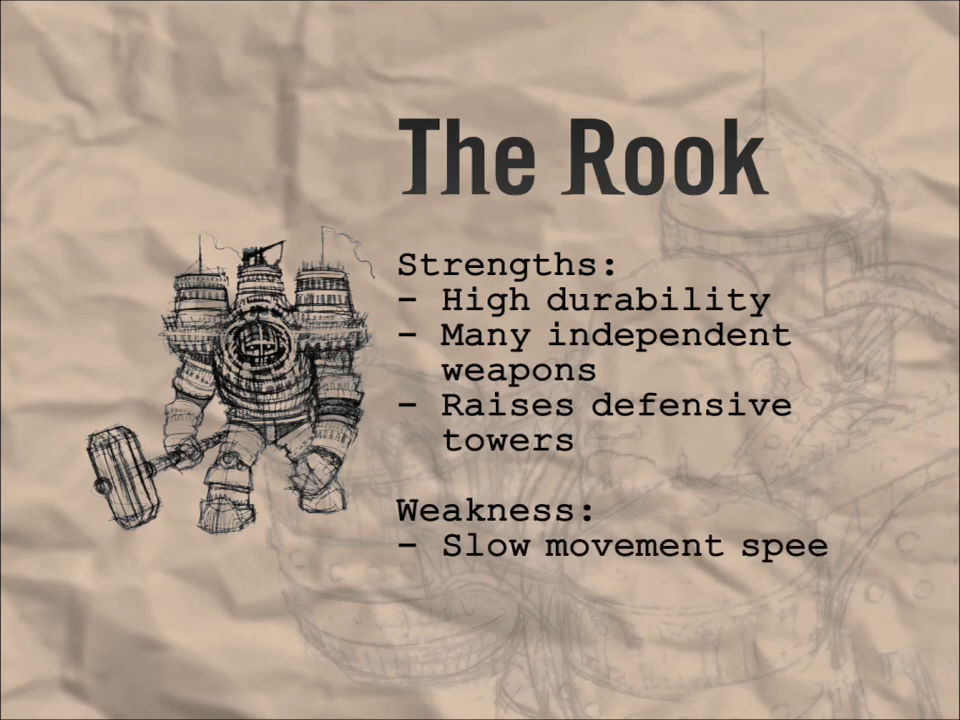 The Rook
Strengths:
- High durability
- Many independent
weapons
- Raises defensive
towers
Weakness:
- Slow movement spee